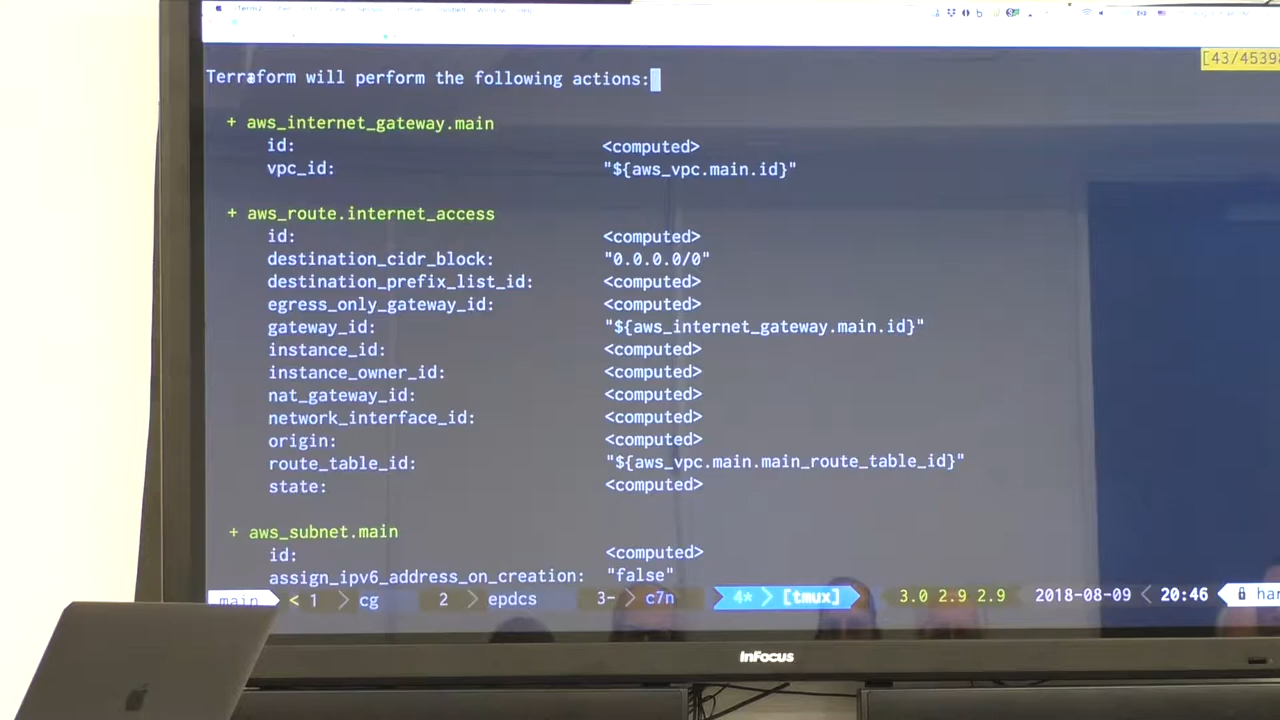 [43/45398
Terraform will perform the following actions:
+ aws_internet_gateway.main
id: <computed>
vpc_id: "${aws_vpc.main.id}"
+ aws_route.internet_access
id: <computed>
destination_cidr_block: "0.0.0.0/0"
destination_prefix_list_id: <computed>
egress_only_gateway_id: <computed>
gateway_id: "${aws_internet_gateway.main.id}"
instance_id: <computed>
instance_owner_id: <computed>
nat_gateway_id: <computed>
network_interface_id: <computed>
origin: <computed>
route_table_id: "${aws_vpc.main.main_route_table_id}"
state: <computed>
+ aws_subnet.main
id: <computed>
assign_ipv6_address_on_creation: "false"
main < 1 > cg 2 > epdcs 3- > c7n 4* > [tmux] 3.0 2.9 2.9 2018-08-09 < 20:46 < har
InFocus